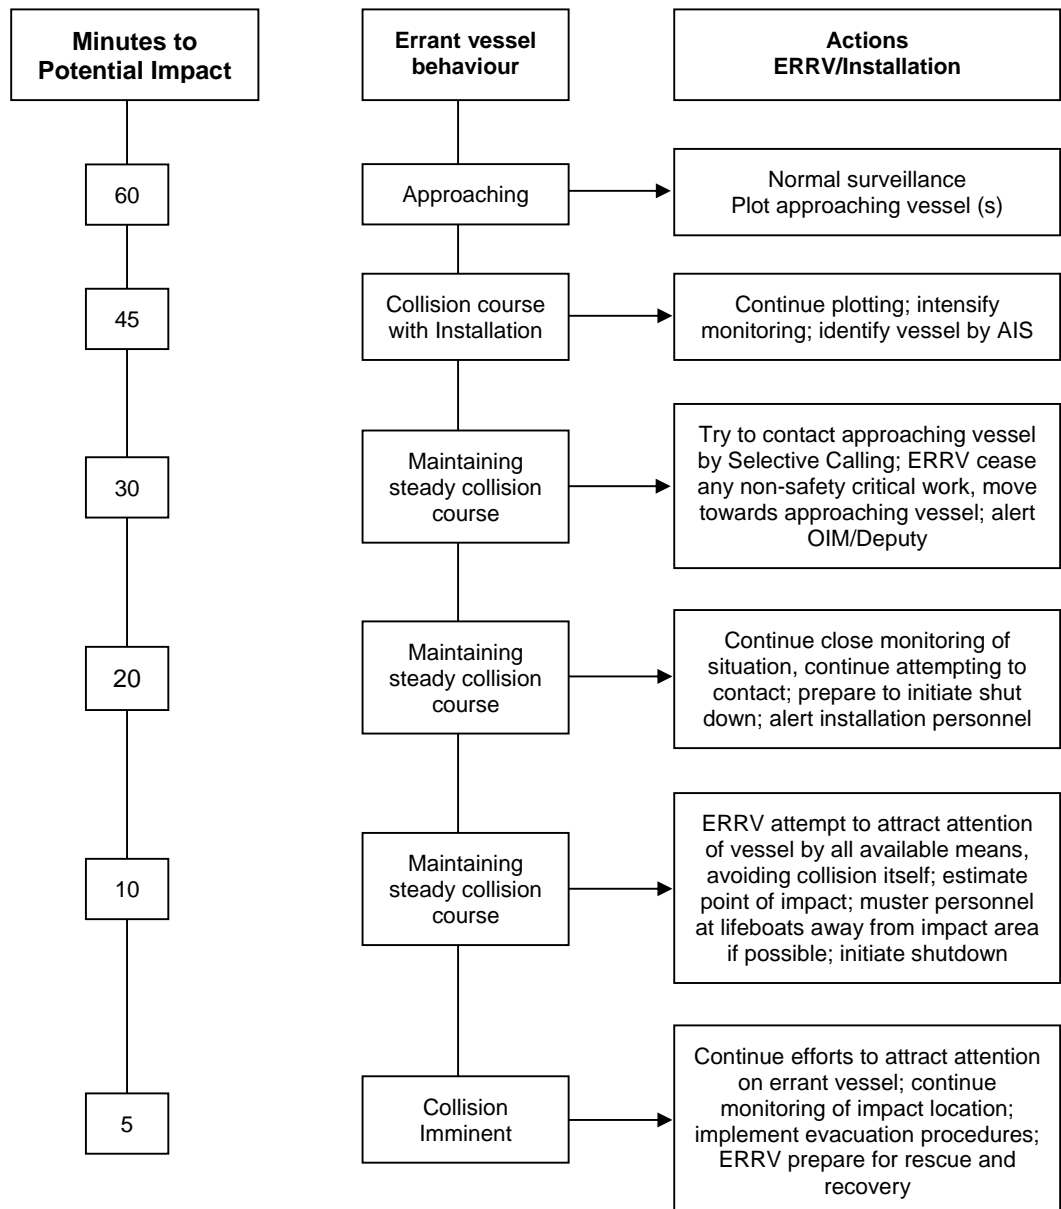 Minutes to
Potential Impact
Errant vessel
behaviour
Actions
ERRV/Installation
60
Approaching
Normal surveillance
Plot approaching vessel (s)
45
Collision course
with Installation
Continue plotting; intensify
monitoring; identify vessel by AIS
30
Maintaining
steady collision
course
Try to contact approaching vessel
by Selective Calling; ERRV cease
any non-safety critical work, move
towards approaching vessel; alert
OIM/Deputy
20
Maintaining
steady collision
course
Continue close monitoring of
situation, continue attempting to
contact; prepare to initiate shut
down; alert installation personnel
10
Maintaining
steady collision
course
ERRV attempt to attract attention
of vessel by all available means,
avoiding collision itself; estimate
point of impact; muster personnel
at lifeboats away from impact area
if possible; initiate shutdown
5
Collision
Imminent
Continue efforts to attract attention
on errant vessel; continue
monitoring of impact location;
implement evacuation procedures;
ERRV prepare for rescue and
recovery